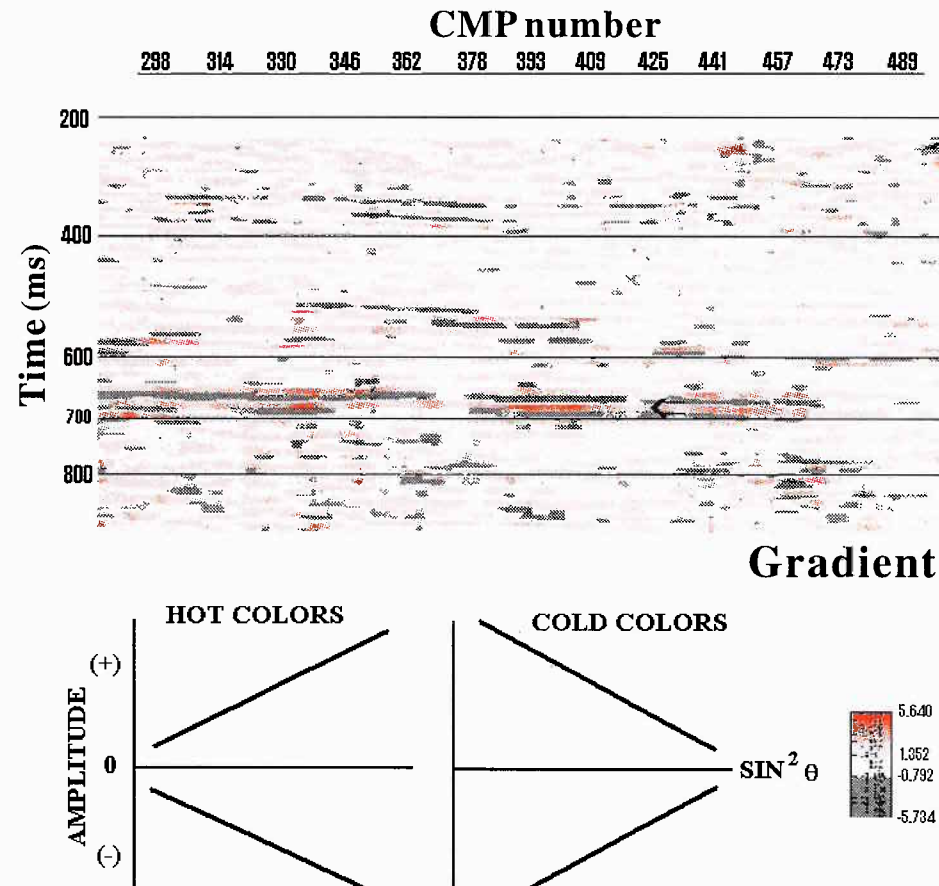 CMP number
298 314 330 346 362 378 393 409 425 441 457 473 489
200
400
600
700
800
Time (ms)
Gradient
HOT COLORS
COLD COLORS
(+)
0
(-)
AMPLITUDE
SIN² θ
5.640
1.352
-0.792
-5.734